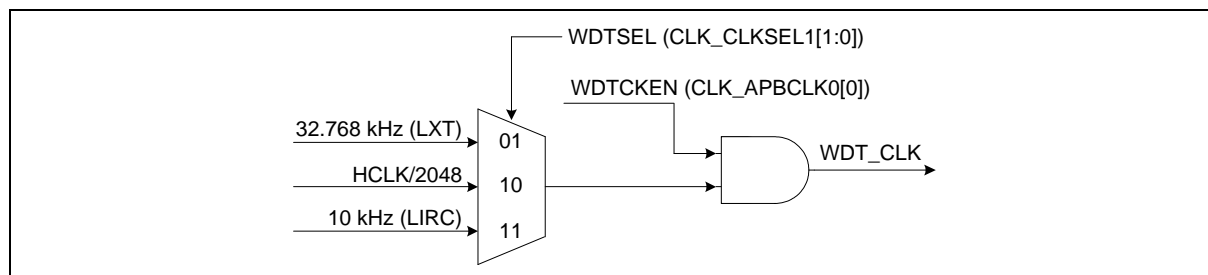 WDTSEL (CLK_CLKSEL1[1:0])
WDTCKEN (CLK_APBCLK0[0])
32.768 kHz (LXT)
01
WDT_CLK
HCLK/2048
10
10 kHz (LIRC)
11